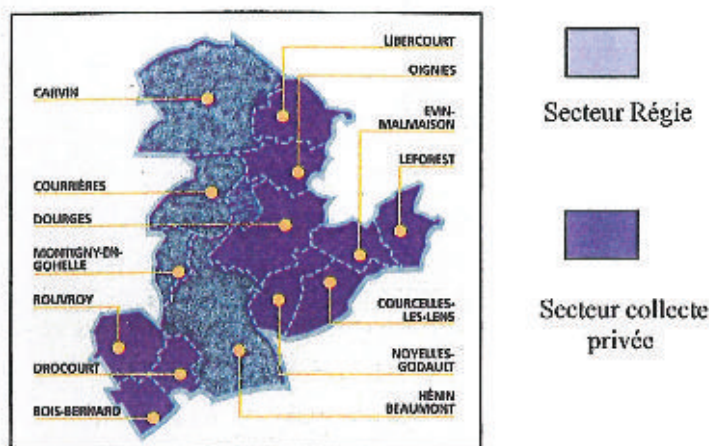 LIBERCOURT
OIGNIES
CARVIN
EVIN-
MALMAISON
LEFOREST
COURRIÈRES
DOURGES
MONTIGNY-EN-
GOHELLE
ROUVROY
COURCELLES-
LES-LENS
DROCOURT
NOYELLES-
GODAULT
BOIS-BERNARD
HÉNIN
BEAUMONT
Secteur Régie
Secteur collecte
privée